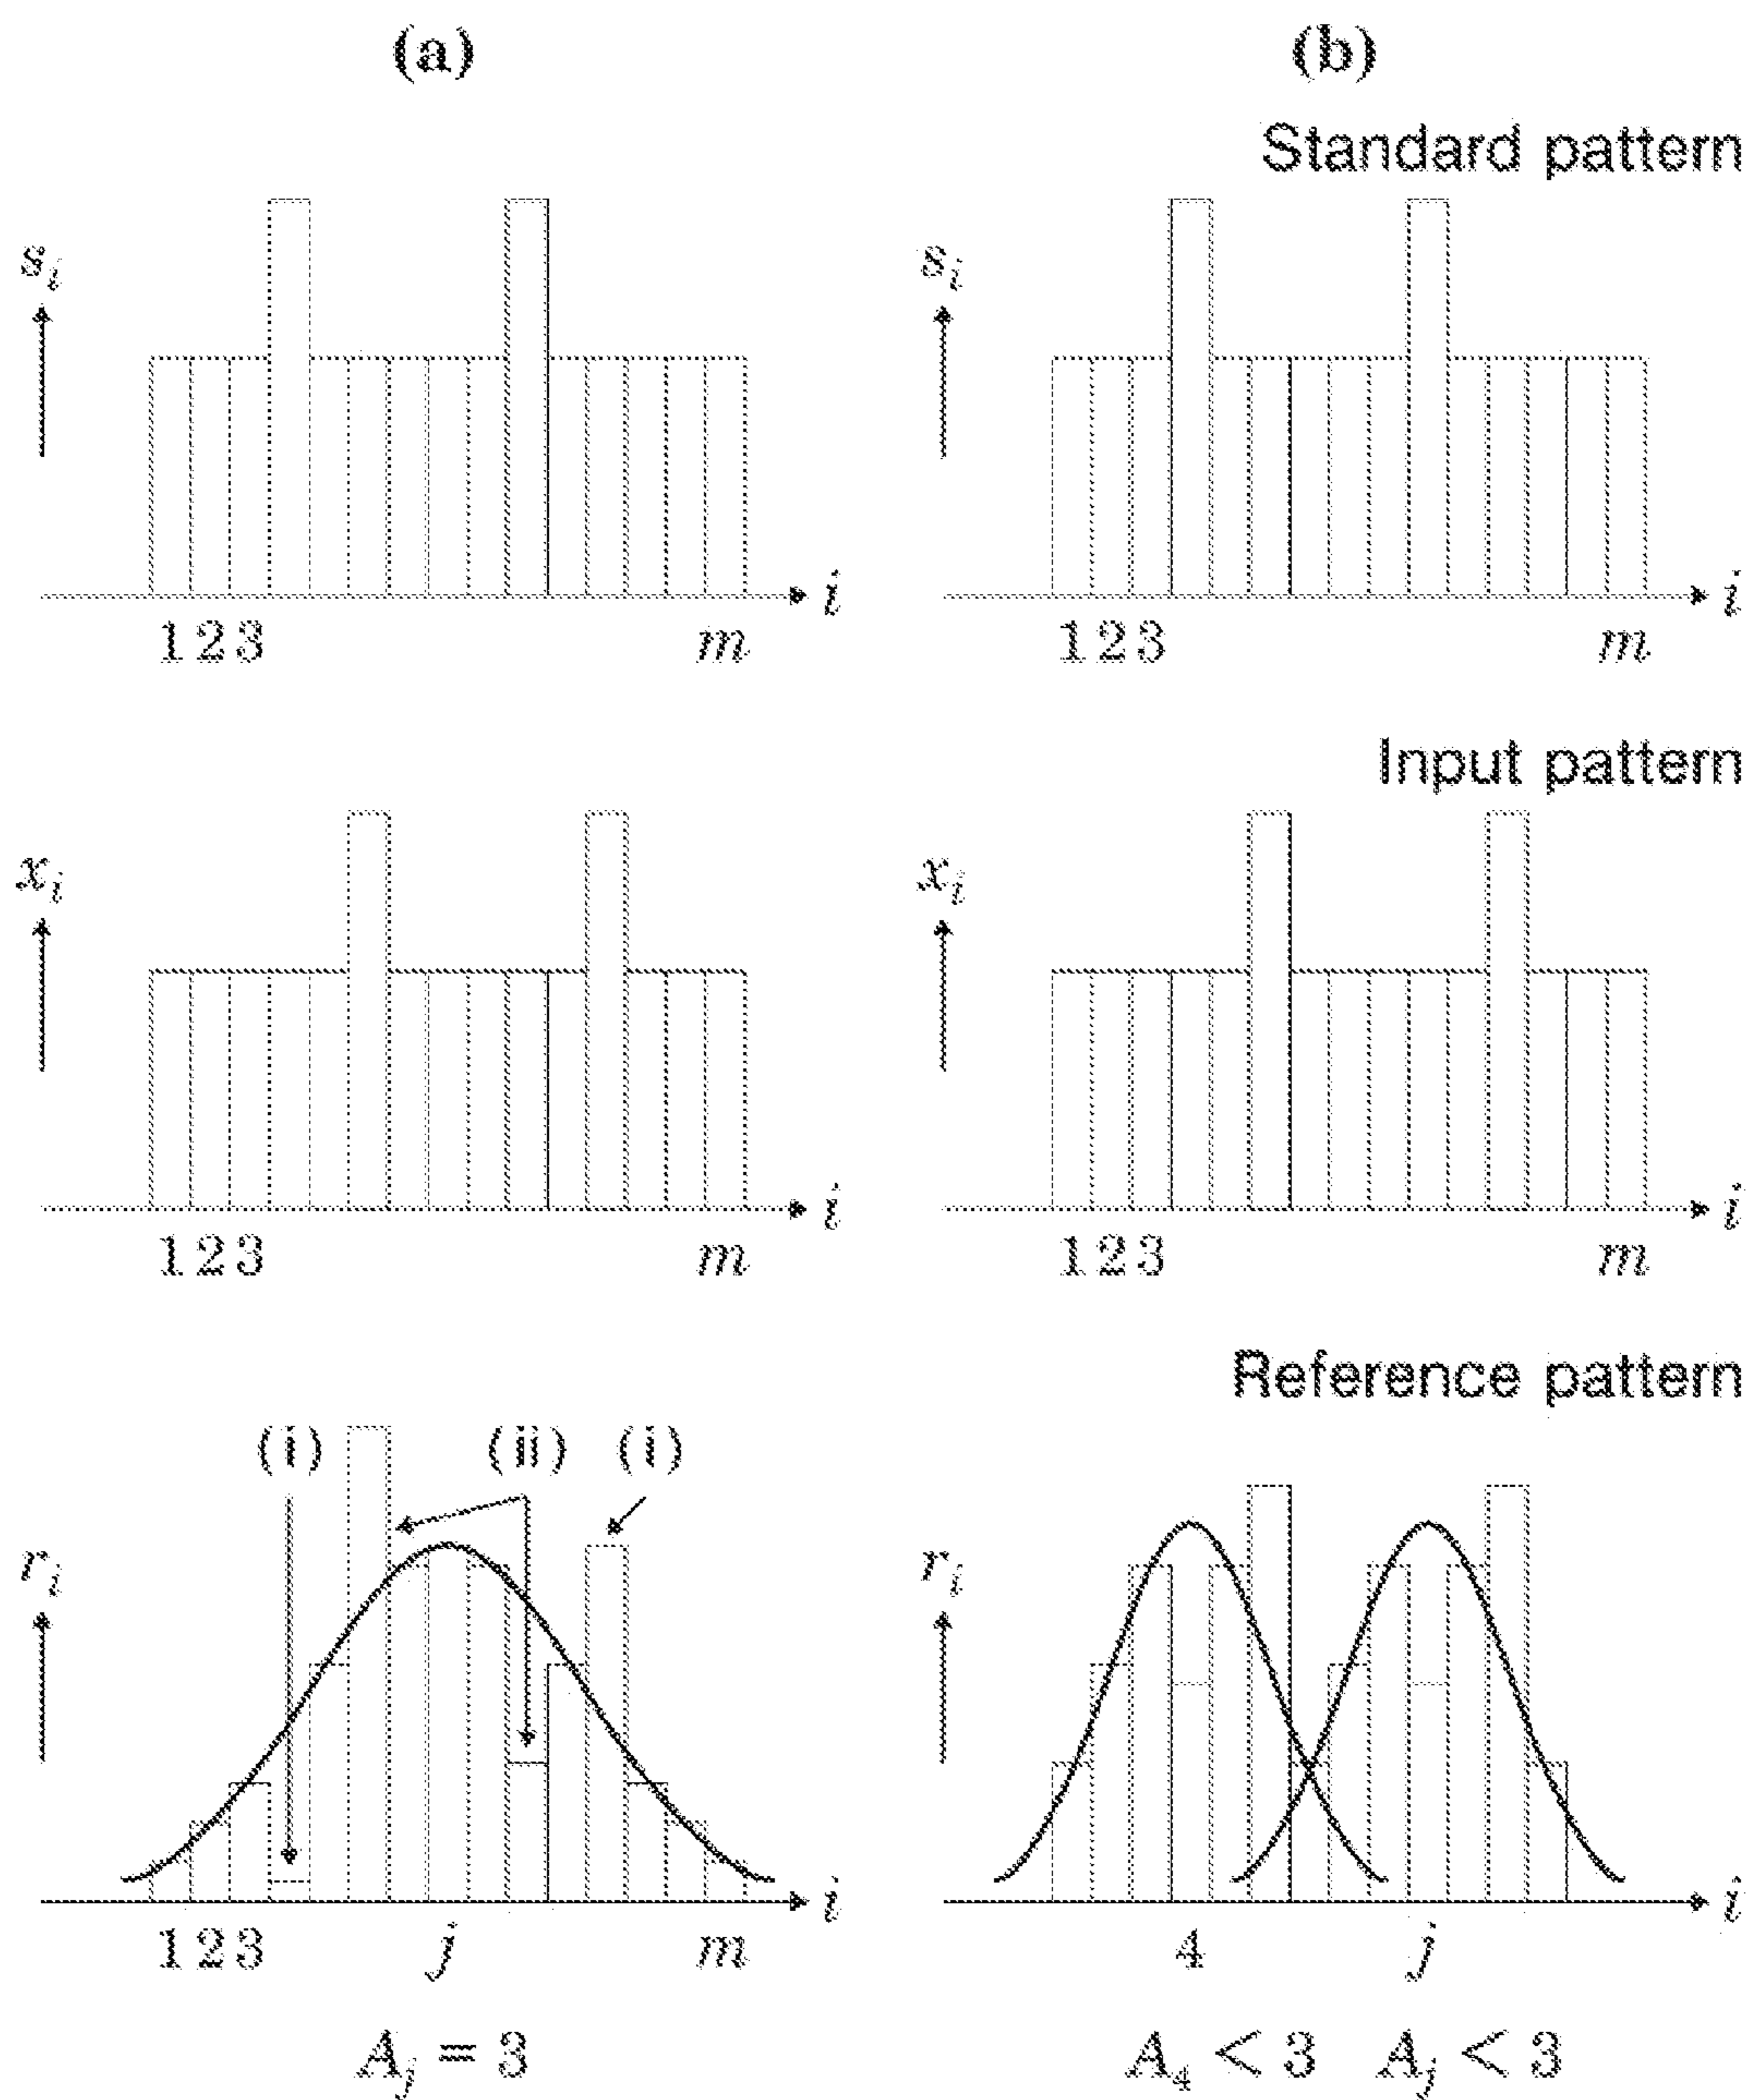 (a) (b)
Standard pattern
s_i s_i
i i
1 2 3 m 1 2 3 m
Input pattern
x_i x_i
i i
1 2 3 m 1 2 3 m
Reference pattern
(i) (ii) (i)
r_i r_i
i i
1 2 3 j m 4 j
A_j = 3 A_4 < 3 A_j < 3